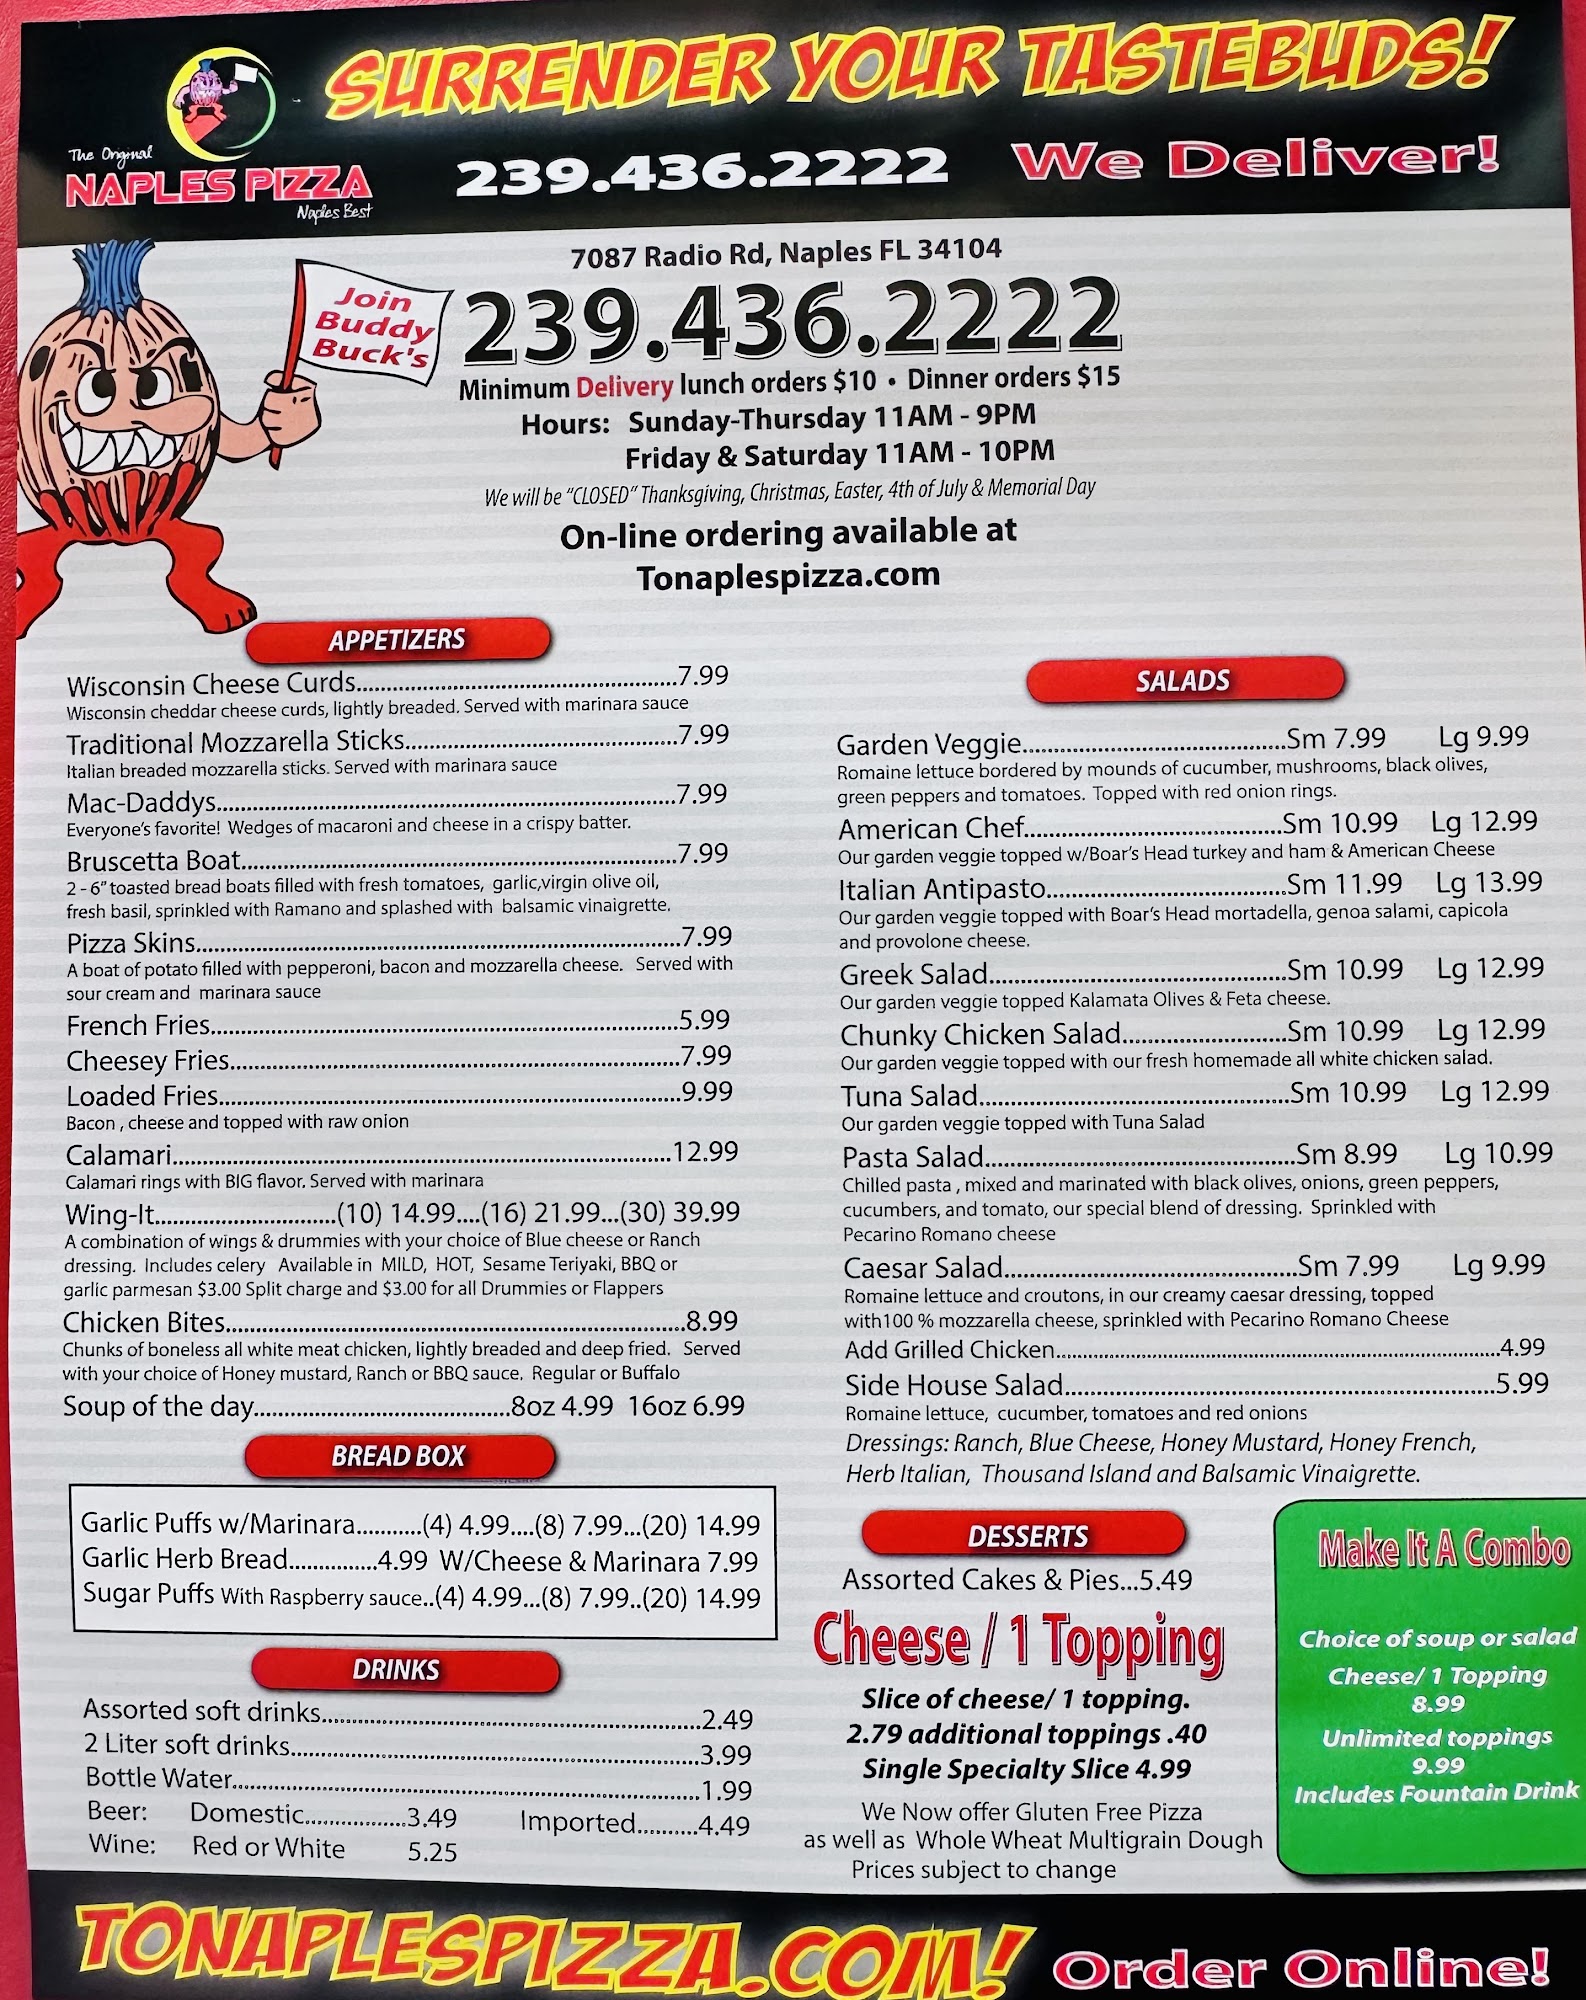 SURRENDER YOUR TASTEBUDS!
The Original
NAPLES PIZZA
Naples Best
239.436.2222 We Deliver!
7087 Radio Rd, Naples FL 34104
Join
Buddy
Buck's
239.436.2222
Minimum Delivery lunch orders $10 • Dinner orders $15
Hours: Sunday-Thursday 11AM - 9PM
Friday & Saturday 11AM - 10PM
We will be "CLOSED" Thanksgiving, Christmas, Easter, 4th of July & Memorial Day
On-line ordering available at
Tonaplespizza.com
APPETIZERS
Wisconsin Cheese Curds...7.99
Wisconsin cheddar cheese curds, lightly breaded. Served with marinara sauce
Traditional Mozzarella Sticks...7.99
Italian breaded mozzarella sticks. Served with marinara sauce
Mac-Daddys...7.99
Everyone's favorite! Wedges of macaroni and cheese in a crispy batter.
Bruscetta Boat...7.99
2 - 6" toasted bread boats filled with fresh tomatoes, garlic,virgin olive oil,
fresh basil, sprinkled with Ramano and splashed with balsamic vinaigrette.
Pizza Skins...7.99
A boat of potato filled with pepperoni, bacon and mozzarella cheese. Served with
sour cream and marinara sauce
French Fries...5.99
Cheesey Fries...7.99
Loaded Fries...9.99
Bacon , cheese and topped with raw onion
Calamari...12.99
Calamari rings with BIG flavor. Served with marinara
Wing-It...(10) 14.99....(16) 21.99...(30) 39.99
A combination of wings & drummies with your choice of Blue cheese or Ranch
dressing. Includes celery Available in MILD, HOT, Sesame Teriyaki, BBQ or
garlic parmesan $3.00 Split charge and $3.00 for all Drummies or Flappers
Chicken Bites...8.99
Chunks of boneless all white meat chicken, lightly breaded and deep fried. Served
with your choice of Honey mustard, Ranch or BBQ sauce. Regular or Buffalo
Soup of the day...8oz 4.99 16oz 6.99
BREAD BOX
Garlic Puffs w/Marinara...(4) 4.99....(8) 7.99...(20) 14.99
Garlic Herb Bread...4.99 W/Cheese & Marinara 7.99
Sugar Puffs With Raspberry sauce..(4) 4.99...(8) 7.99..(20) 14.99
DRINKS
Assorted soft drinks...2.49
2 Liter soft drinks...3.99
Bottle Water...1.99
Beer: Domestic...3.49 Imported...4.49
Wine: Red or White 5.25
SALADS
Garden Veggie...Sm 7.99 Lg 9.99
Romaine lettuce bordered by mounds of cucumber, mushrooms, black olives,
green peppers and tomatoes. Topped with red onion rings.
American Chef...Sm 10.99 Lg 12.99
Our garden veggie topped w/Boar's Head turkey and ham & American Cheese
Italian Antipasto...Sm 11.99 Lg 13.99
Our garden veggie topped with Boar's Head mortadella, genoa salami, capicola
and provolone cheese.
Greek Salad...Sm 10.99 Lg 12.99
Our garden veggie topped Kalamata Olives & Feta cheese.
Chunky Chicken Salad...Sm 10.99 Lg 12.99
Our garden veggie topped with our fresh homemade all white chicken salad.
Tuna Salad...Sm 10.99 Lg 12.99
Our garden veggie topped with Tuna Salad
Pasta Salad...Sm 8.99 Lg 10.99
Chilled pasta , mixed and marinated with black olives, onions, green peppers,
cucumbers, and tomato, our special blend of dressing. Sprinkled with
Pecarino Romano cheese
Caesar Salad...Sm 7.99 Lg 9.99
Romaine lettuce and croutons, in our creamy caesar dressing, topped
with100 % mozzarella cheese, sprinkled with Pecarino Romano Cheese
Add Grilled Chicken...4.99
Side House Salad...5.99
Romaine lettuce, cucumber, tomatoes and red onions
Dressings: Ranch, Blue Cheese, Honey Mustard, Honey French,
Herb Italian, Thousand Island and Balsamic Vinaigrette.
DESSERTS
Assorted Cakes & Pies...5.49
Cheese / 1 Topping
Slice of cheese/ 1 topping.
2.79 additional toppings .40
Single Specialty Slice 4.99
We Now offer Gluten Free Pizza
as well as Whole Wheat Multigrain Dough
Prices subject to change
Make It A Combo
Choice of soup or salad
Cheese/ 1 Topping
8.99
Unlimited toppings
9.99
Includes Fountain Drink
TONAPLESPIZZA.COM! Order Online!